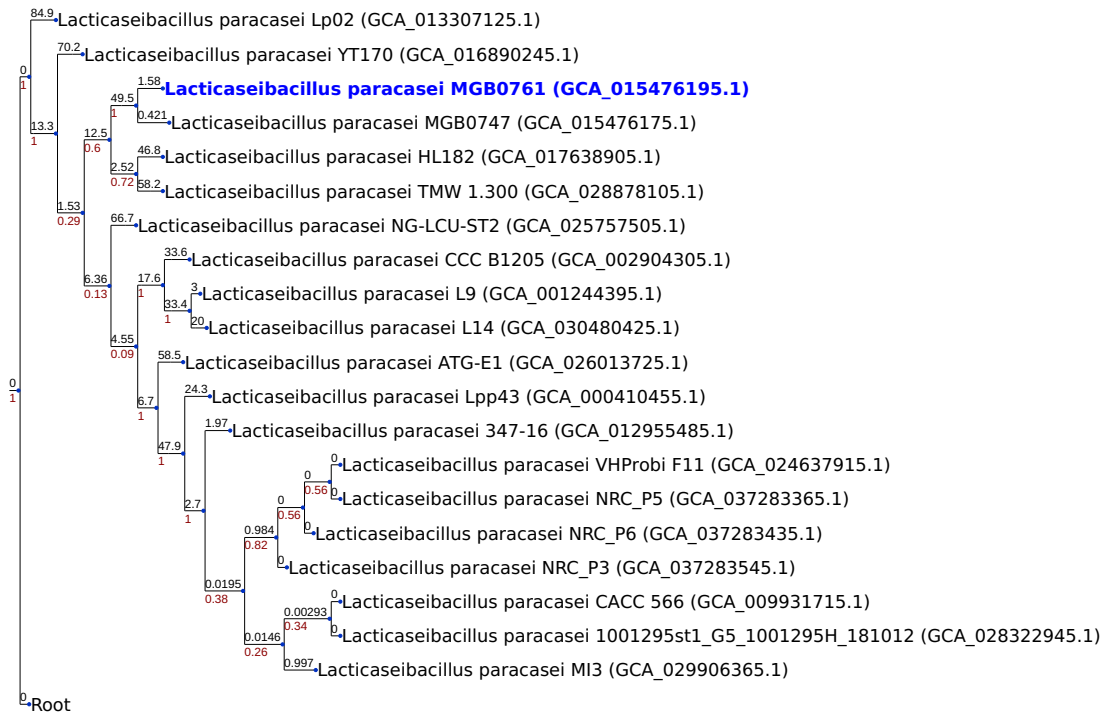 84.9 Lacticaseibacillus paracasei Lp02 (GCA_013307125.1)
70.2 Lacticaseibacillus paracasei YT170 (GCA_016890245.1)
0
1
1.58 Lacticaseibacillus paracasei MGB0761 (GCA_015476195.1)
49.5
1
0.421 Lacticaseibacillus paracasei MGB0747 (GCA_015476175.1)
13.3
1
12.5
0.6
46.8 Lacticaseibacillus paracasei HL182 (GCA_017638905.1)
2.52
0.72
58.2 Lacticaseibacillus paracasei TMW 1.300 (GCA_028878105.1)
1.53
0.29
66.7 Lacticaseibacillus paracasei NG-LCU-ST2 (GCA_025757505.1)
33.6 Lacticaseibacillus paracasei CCC B1205 (GCA_002904305.1)
6.36
0.13
17.6
1
3 Lacticaseibacillus paracasei L9 (GCA_001244395.1)
33.4
1
20 Lacticaseibacillus paracasei L14 (GCA_030480425.1)
4.55
0.09
58.5 Lacticaseibacillus paracasei ATG-E1 (GCA_026013725.1)
0
1
24.3 Lacticaseibacillus paracasei Lpp43 (GCA_000410455.1)
6.7
1
1.97 Lacticaseibacillus paracasei 347-16 (GCA_012955485.1)
47.9
1
0 Lacticaseibacillus paracasei VHProbi F11 (GCA_024637915.1)
0
0.56
0 Lacticaseibacillus paracasei NRC_P5 (GCA_037283365.1)
2.7
1
0
0.56
0 Lacticaseibacillus paracasei NRC_P6 (GCA_037283435.1)
0.984
0.82
0 Lacticaseibacillus paracasei NRC_P3 (GCA_037283545.1)
0.0195
0.38
0 Lacticaseibacillus paracasei CACC 566 (GCA_009931715.1)
0.00293
0.34
0 Lacticaseibacillus paracasei 1001295st1_G5_1001295H_181012 (GCA_028322945.1)
0.0146
0.26
0.997 Lacticaseibacillus paracasei MI3 (GCA_029906365.1)
0 Root